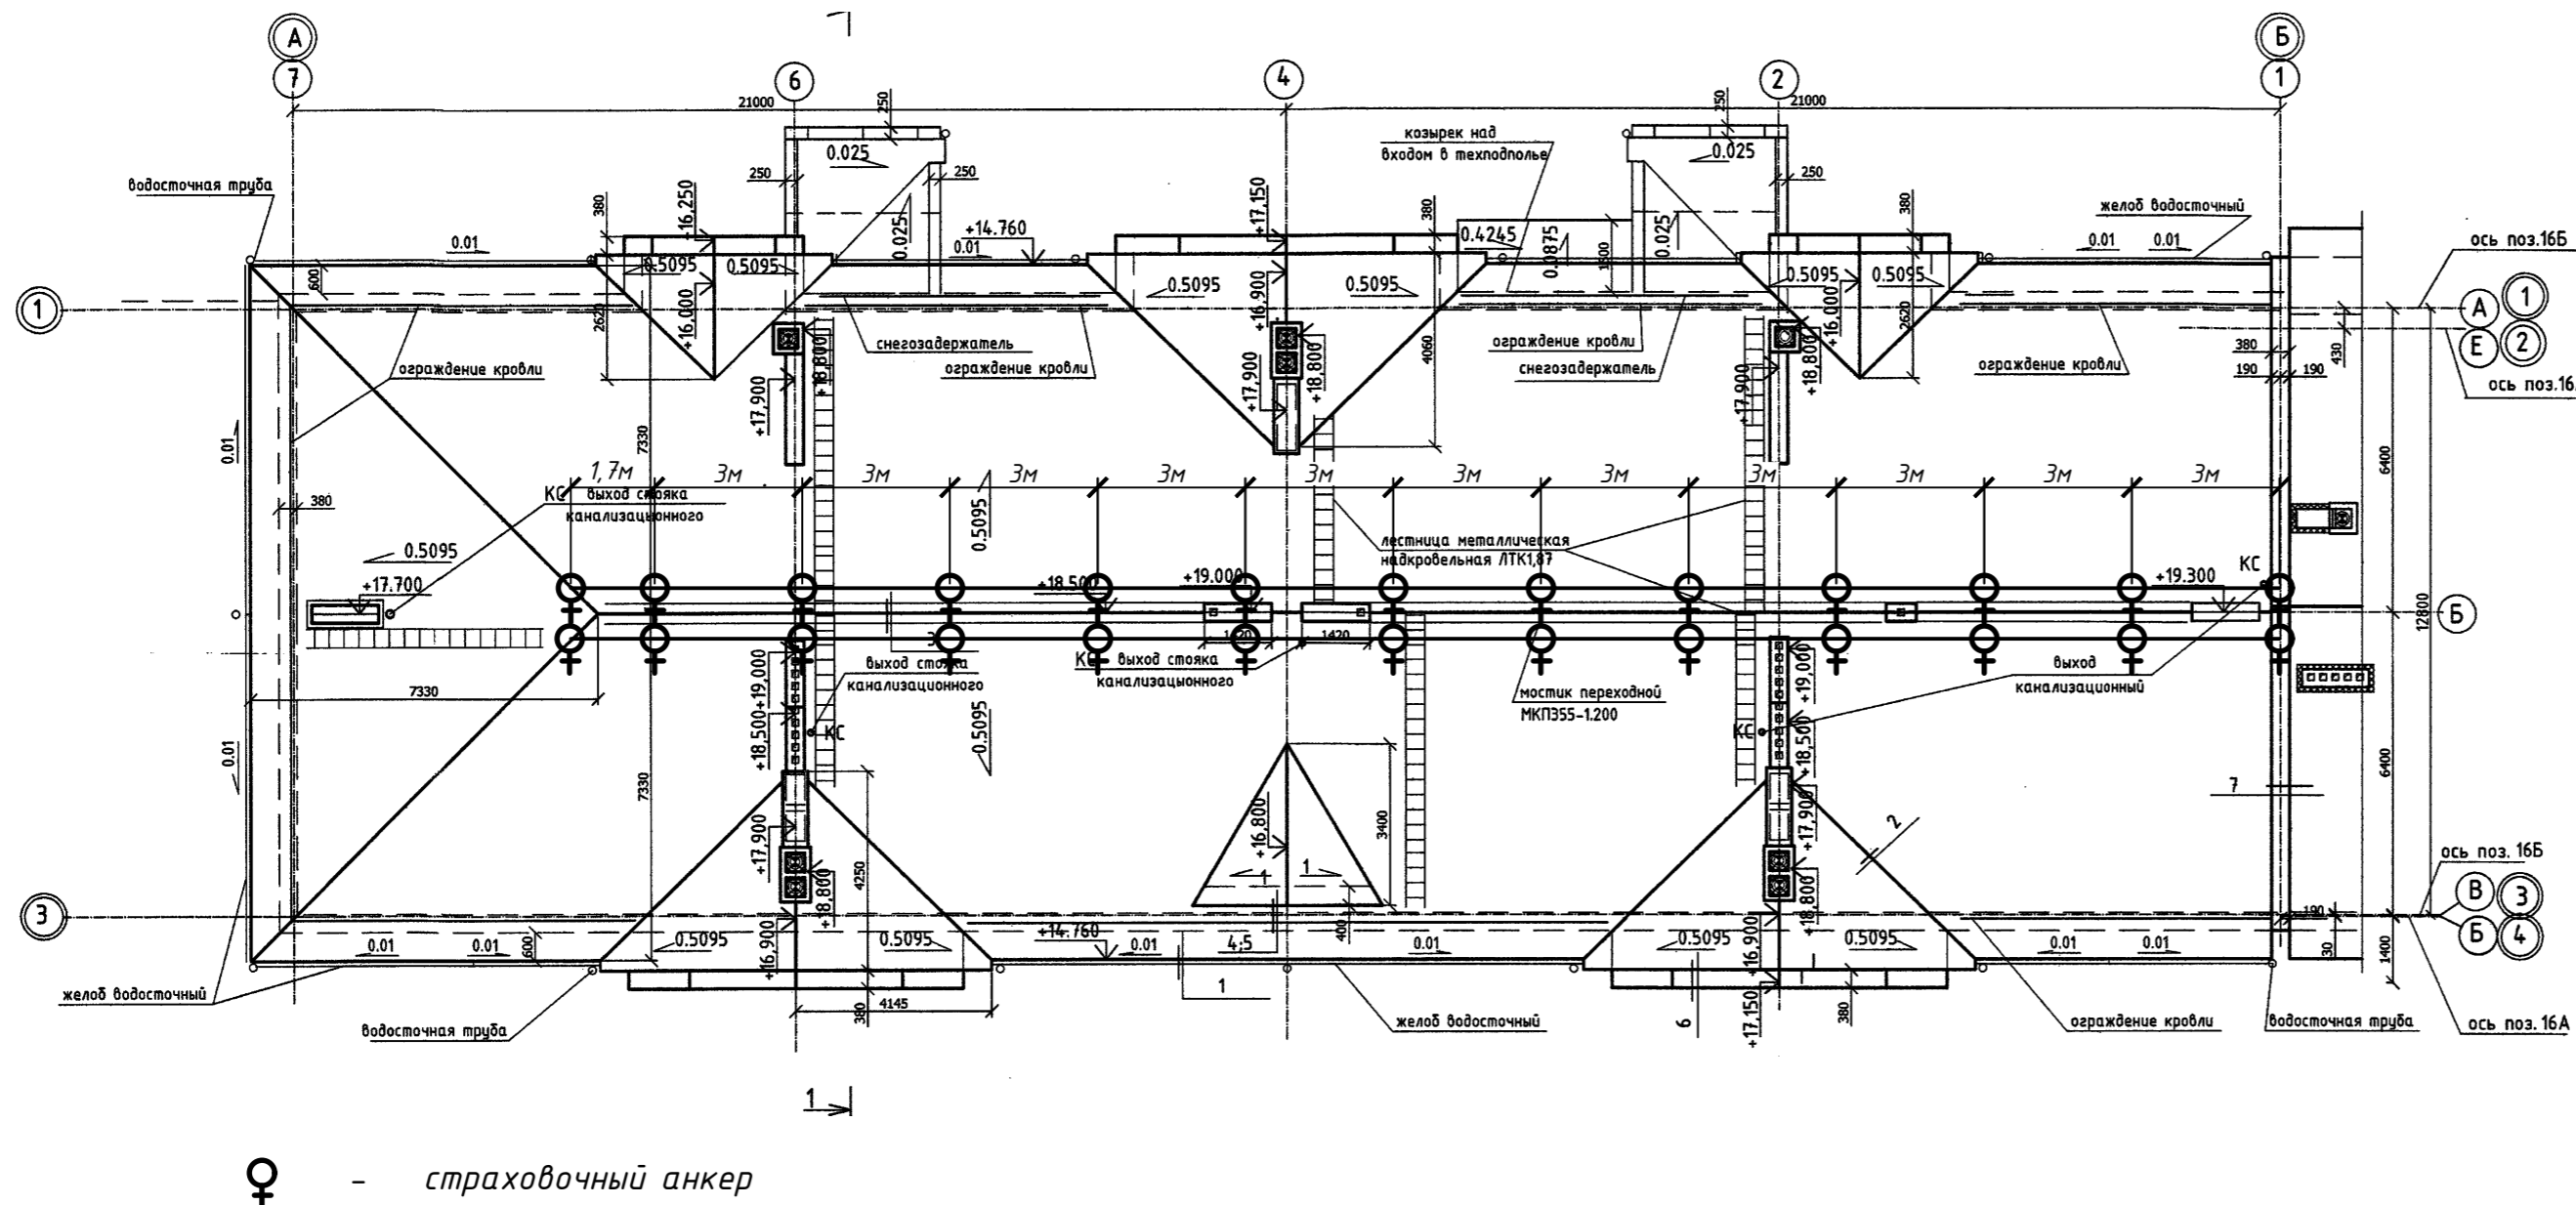 А
7
6
4
2
Б
1
21000
21000
250
250
0.025
0.025
козырек над
входом в техподполье
водосточная труба
250
250
250
380
+16,250
+17,150
380
380
желоб водосточный
0.01
0.025
+14.760
0.01
0.4245
0.0875
1500
0.025
0.01
0.01
ось поз.16Б
600
0.5095
0.5095
0.5095
0.5095
0.5095
0.5095
1
2620
+16,000
+16,900
+16,000
2620
А
1
Е
2
снегозадержатель
ограждение кровли
380
430
ограждение кровли
ограждение кровли
снегозадержатель
ограждение кровли
190
190
ось поз.16
+18,800
+17,900
+17,900
+18,800
4060
+17,900
+18,800
0.01
7330
6400
1,7м
3м
3м
3м
3м
3м
3м
3м
3м
3м
3м
3м
380
КС
выход стояка
канализационного
0.5095
0.5095
лестница металлическая
надкровельная ЛТК1,87
КС
+17.700
+18.500
+19.000
+19.300
12800
Б
1420
1420
3
выход стояка
канализационного
КС
выход стояка
канализационного
выход
канализационный
7330
+19,000
+18,500
+19,000
+18,500
мостик переходной
МКП355-1.200
0.5095
КС
КС
0.01
7330
6400
7
+17,900
4250
+18,800
+16,800
3400
+17,900
+18,800
2
1
1
ось поз. 16Б
3
В
3
Б
4
190
0.01
0.01
600
0.5095
0.5095
+16,900
+14.760
0.01
4;5
400
0.01
0.5095
0.5095
+16,900
0.01
0.01
1400
желоб водосточный
4145
380
1
6
+17,150
380
водосточная труба
желоб водосточный
ограждение кровли
водосточная труба
ось поз. 16А
1
- страховочный анкер